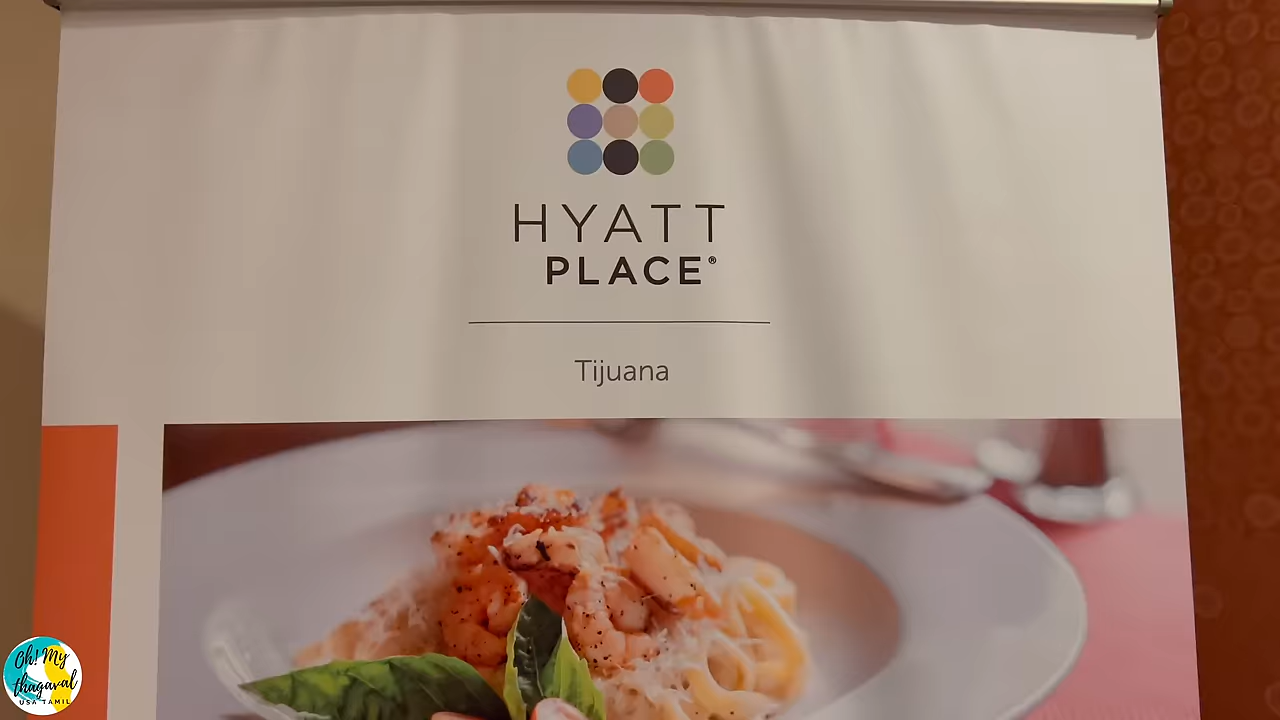 HYATT
PLACE®
Tijuana
Oh! My
thagaval
USA TAMIL